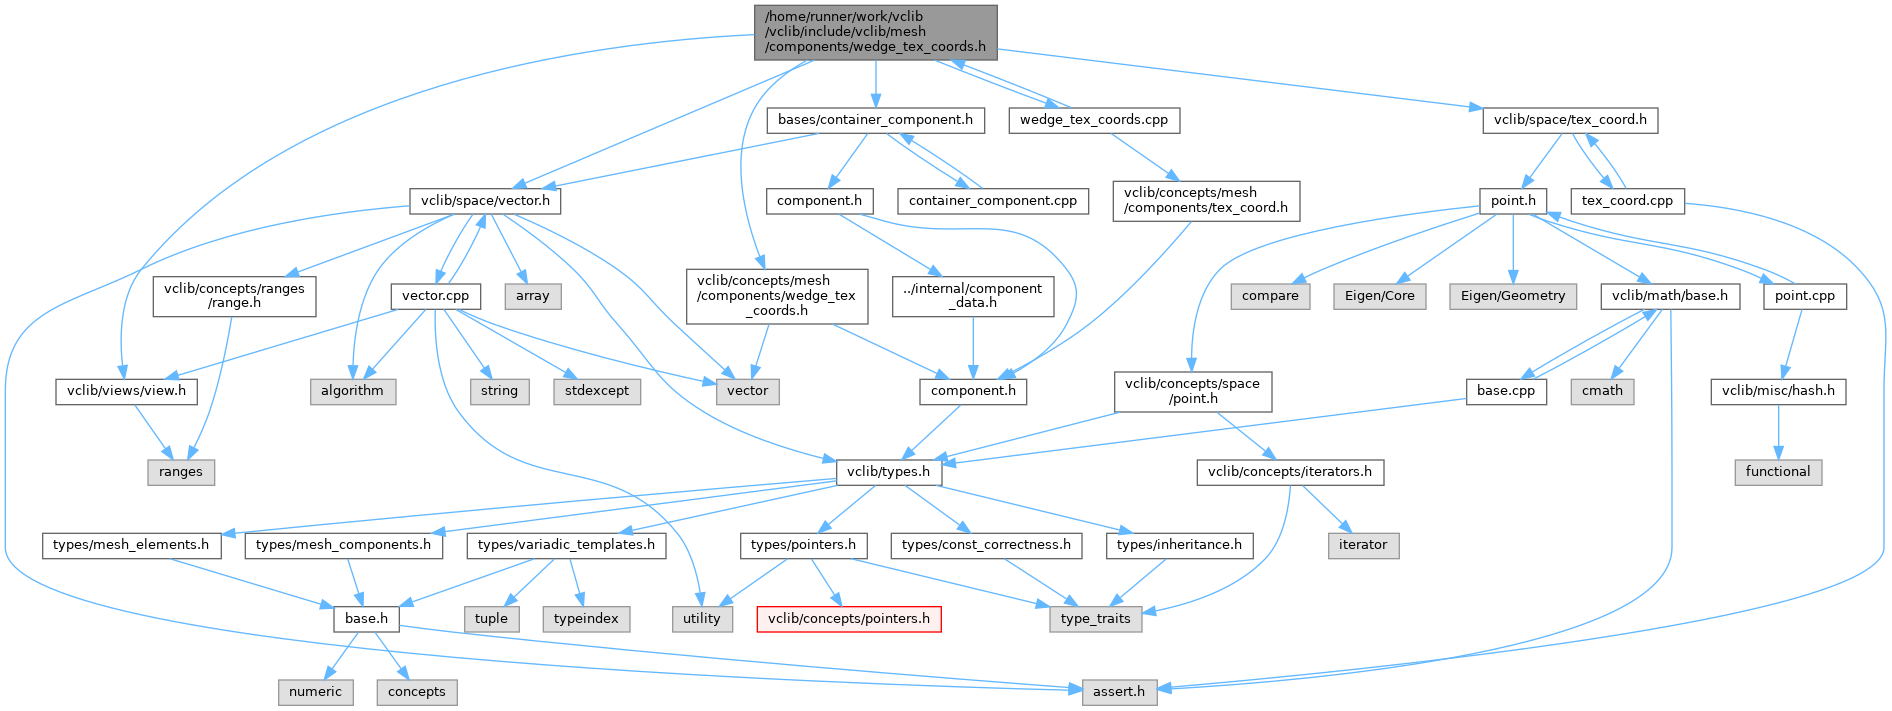 /home/runner/work/vclib
/vclib/include/vclib/mesh
/components/wedge_tex_coords.h
bases/container_component.h
wedge_tex_coords.cpp
vclib/space/tex_coord.h
vclib/space/vector.h
component.h
container_component.cpp
vclib/concepts/mesh
/components/tex_coord.h
point.h
tex_coord.cpp
vclib/concepts/ranges
/range.h
vector.cpp
array
vclib/concepts/mesh
/components/wedge_tex
_coords.h
../internal/component
_data.h
compare
Eigen/Core
Eigen/Geometry
vclib/math/base.h
point.cpp
vclib/views/view.h
algorithm
string
stdexcept
vector
component.h
vclib/concepts/space
/point.h
base.cpp
cmath
vclib/misc/hash.h
ranges
vclib/types.h
vclib/concepts/iterators.h
functional
types/mesh_elements.h
types/mesh_components.h
types/variadic_templates.h
types/pointers.h
types/const_correctness.h
types/inheritance.h
iterator
base.h
tuple
typeindex
utility
vclib/concepts/pointers.h
type_traits
numeric
concepts
assert.h